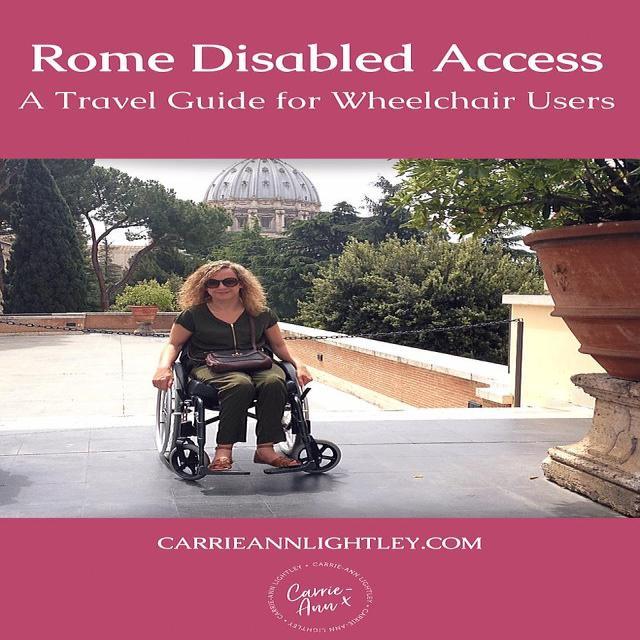 Rome Disabled Access
A Travel Guide for Wheelchair Users
CARRIEANNLIGHTLEY.COM
CARRIE-ANN LIGHTLEY • CARRIE-ANN LIGHTLEY • CARRIE-ANN LIGHTLEY •
Carrie-
Ann x